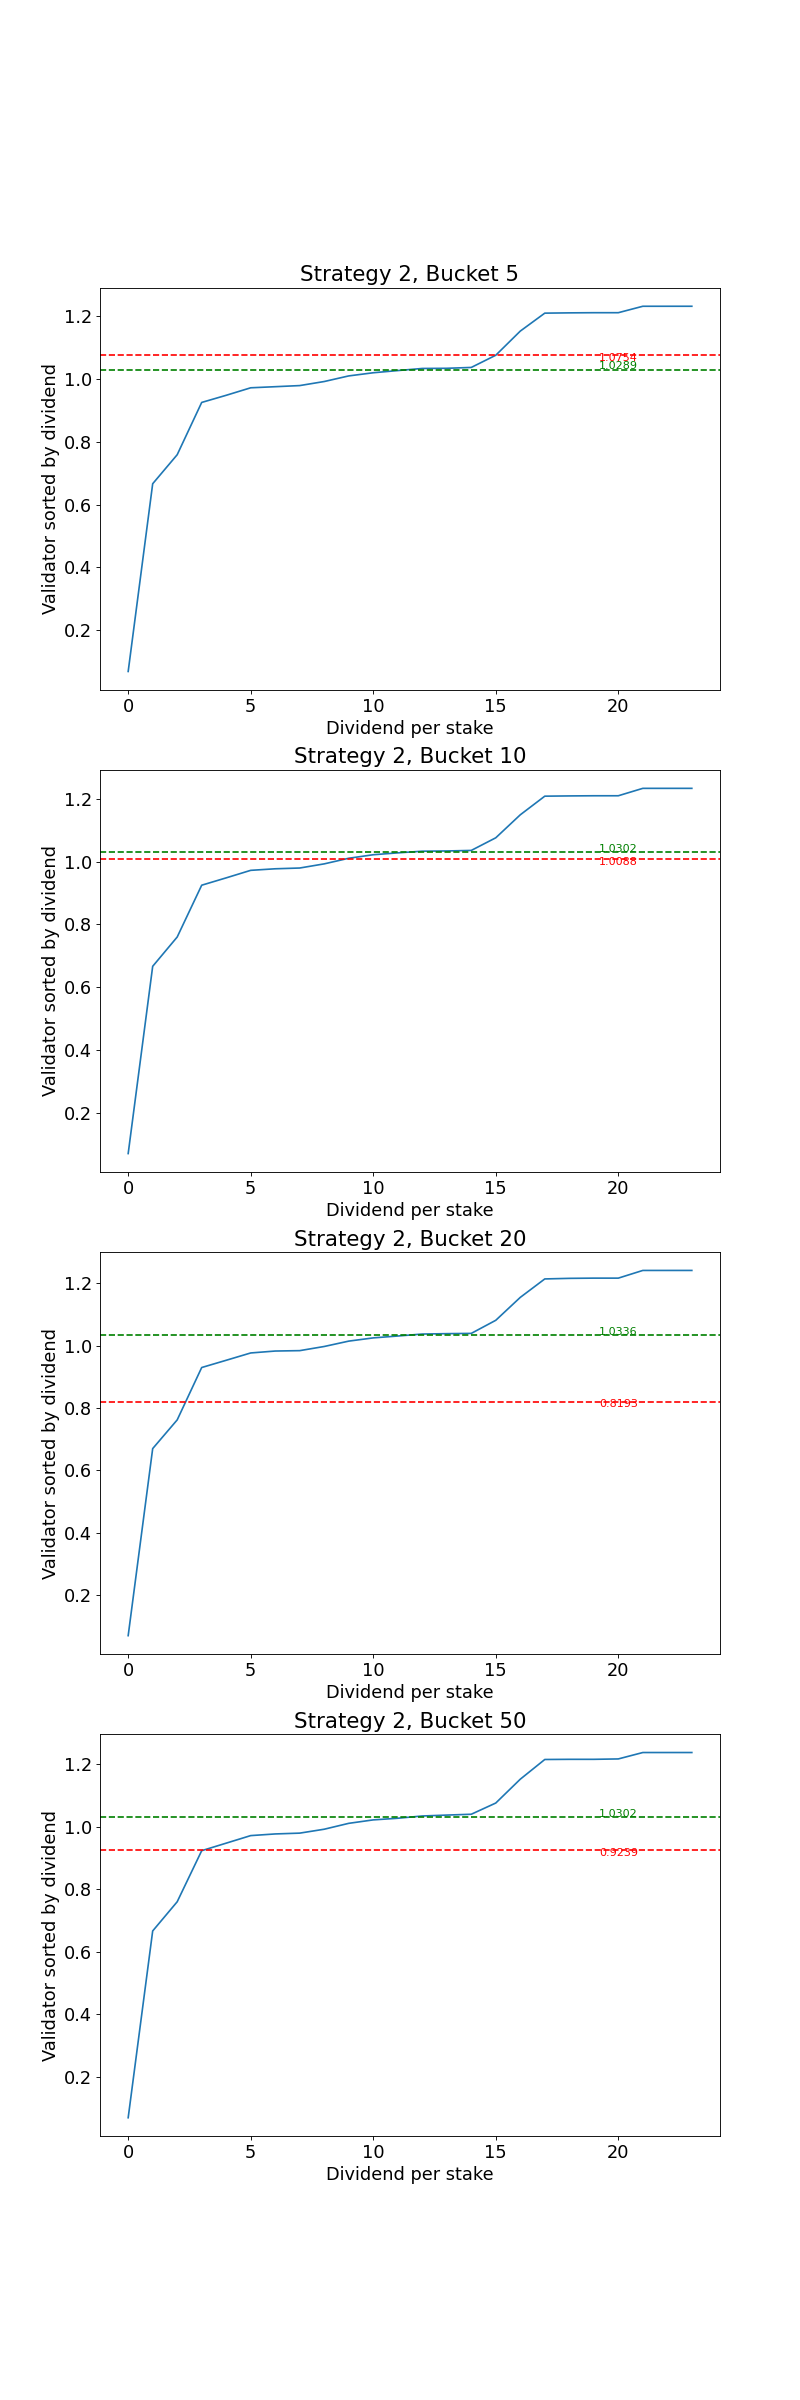 Strategy 2, Bucket 5
1.2
1.0
0.8
0.6
0.4
0.2
Validator sorted by dividend
1.0754
1.0289
0 5 10 15 20
Dividend per stake
Strategy 2, Bucket 10
1.2
1.0
0.8
0.6
0.4
0.2
Validator sorted by dividend
1.0302
1.0088
0 5 10 15 20
Dividend per stake
Strategy 2, Bucket 20
1.2
1.0
0.8
0.6
0.4
0.2
Validator sorted by dividend
1.0336
0.8193
0 5 10 15 20
Dividend per stake
Strategy 2, Bucket 50
1.2
1.0
0.8
0.6
0.4
0.2
Validator sorted by dividend
1.0302
0.9259
0 5 10 15 20
Dividend per stake